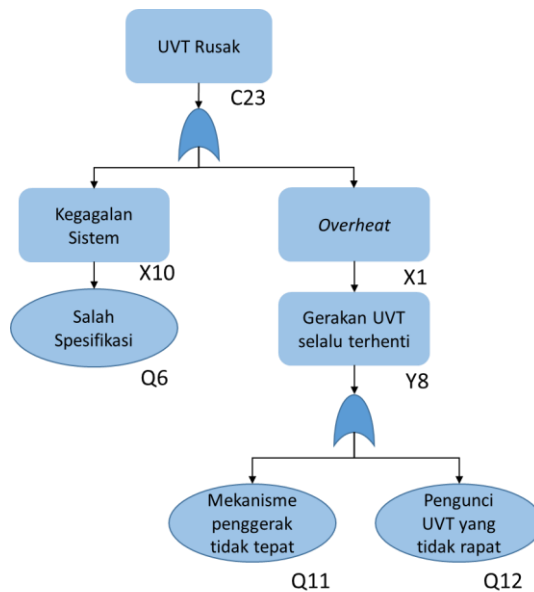 UVT Rusak
C23
Kegagalan
Sistem
X10
Overheat
X1
Salah
Spesifikasi
Q6
Gerakan UVT
selalu terhenti
Y8
Mekanisme
penggerak
tidak tepat
Q11
Pengunci
UVT yang
tidak rapat
Q12